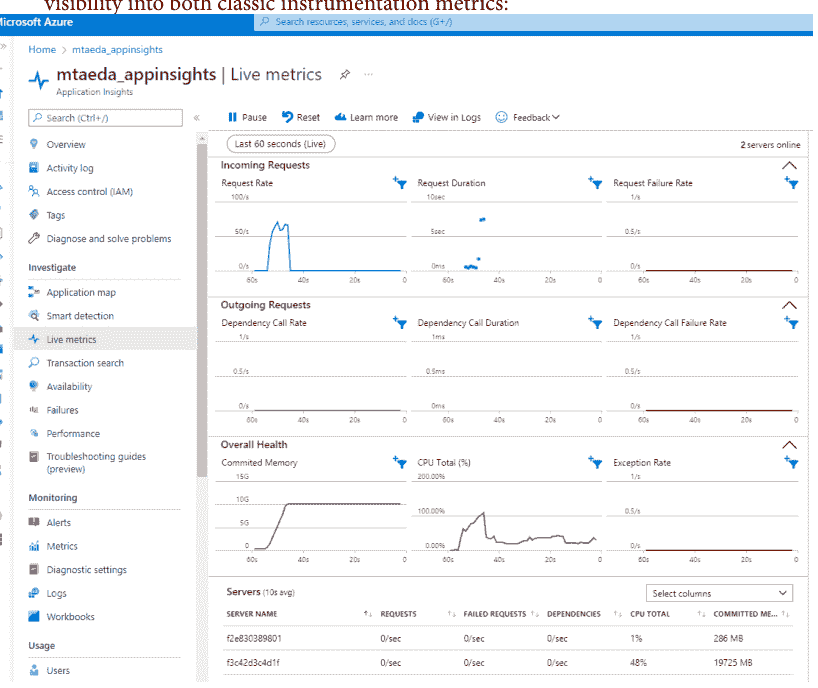 visibility into both classic instrumentation metrics:
Microsoft Azure
Search resources, services, and docs (G+/)
Home > mtaeda_appinsights
mtaeda_appinsights | Live metrics
Application Insights
Search (Ctrl+/)
Overview
Activity log
Access control (IAM)
Tags
Diagnose and solve problems
Investigate
Application map
Smart detection
Live metrics
Transaction search
Availability
Failures
Performance
Troubleshooting guides
(preview)
Monitoring
Alerts
Metrics
Diagnostic settings
Logs
Workbooks
Usage
Users
Pause Reset Learn more View in Logs Feedback
Last 60 seconds (Live) 2 servers online
Incoming Requests
Request Rate
100/s
50/s
0/s
60s 40s 20s 0
Request Duration
10sec
5sec
0ms
60s 40s 20s 0
Request Failure Rate
1/s
0.5/s
0/s
60s 40s 20s 0
Outgoing Requests
Dependency Call Rate
1/s
0.5/s
0/s
60s 40s 20s 0
Dependency Call Duration
1ms
0.5ms
0ms
60s 40s 20s 0
Dependency Call Failure Rate
1/s
0.5/s
0/s
60s 40s 20s 0
Overall Health
Commited Memory
15G
10G
5G
0
60s 40s 20s 0
CPU Total (%)
200.00%
100.00%
0.00%
60s 40s 20s 0
Exception Rate
1/s
0.5/s
0/s
60s 40s 20s 0
Servers (10s avg) Select columns
SERVER NAME REQUESTS FAILED REQUESTS DEPENDENCIES CPU TOTAL COMMITTED ME...
f2e830389801 0/sec 0/sec 0/sec 1% 286 MB
f3c42d3c4d1f 0/sec 0/sec 0/sec 48% 19725 MB